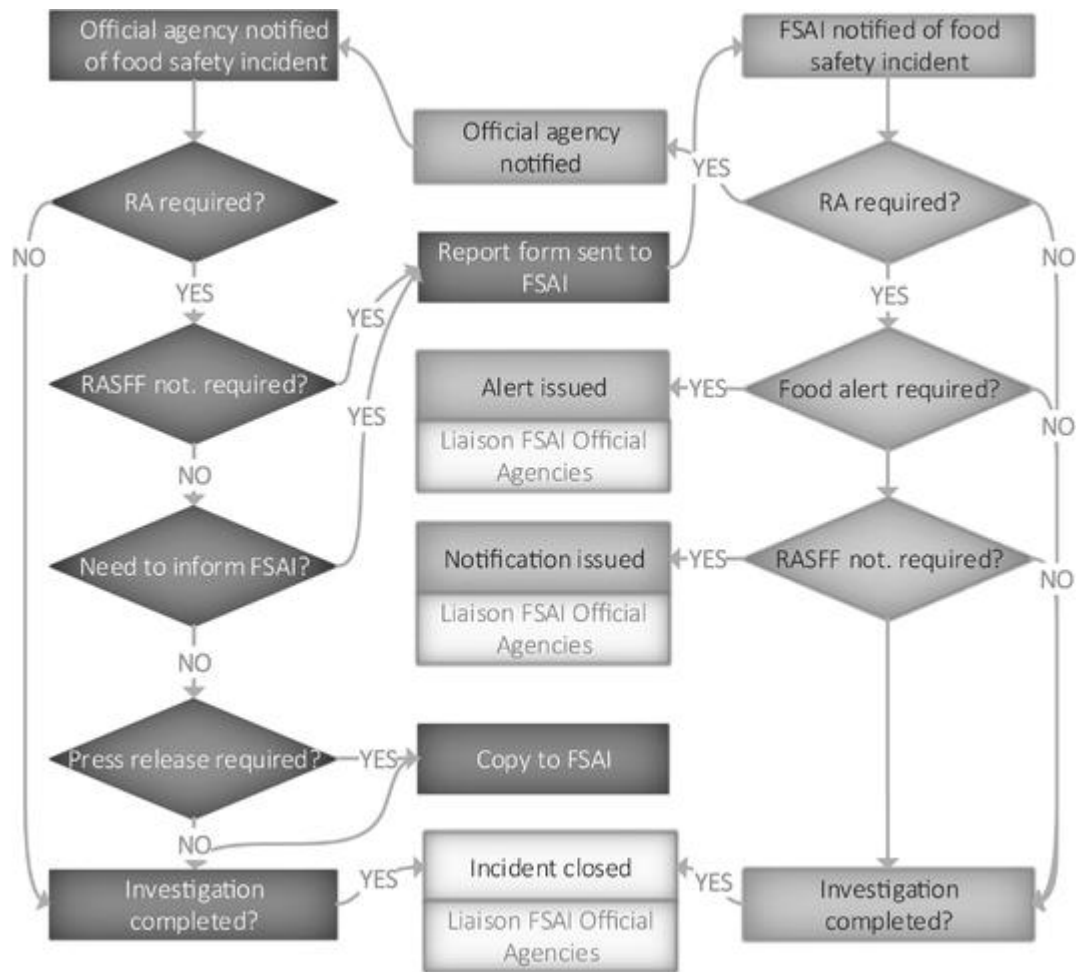 Official agency notified
of food safety incident
FSAI notified of food
safety incident
Official agency
notified
YES
RA required?
RA required?
NO
Report form sent to
FSAI
NO
YES
YES
YES
RASFF not. required?
Alert issued
YES
Food alert required?
YES
Liaison FSAI Official
Agencies
NO
NO
Need to inform FSAI?
Notification issued
YES
RASFF not. required?
NO
Liaison FSAI Official
Agencies
NO
Press release required?
YES
Copy to FSAI
NO
Incident closed
YES
YES
Investigation
completed?
Liaison FSAI Official
Agencies
Investigation
completed?